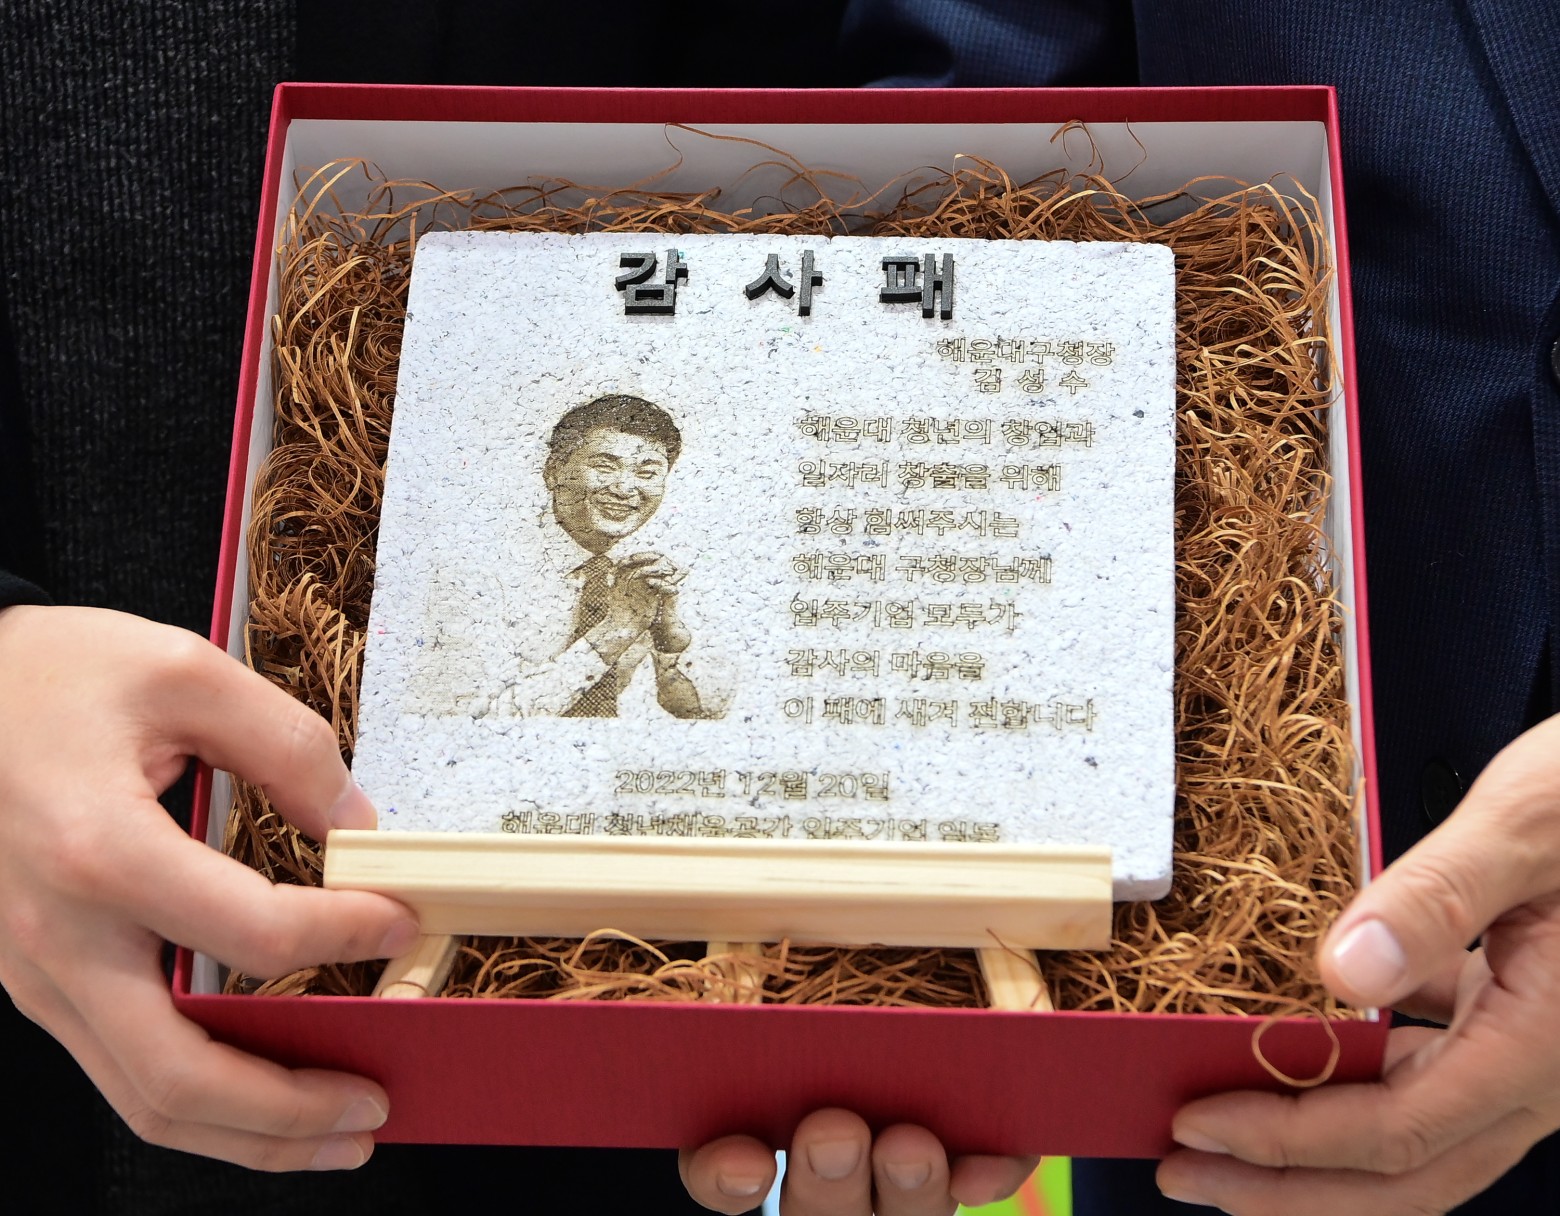 감 사 패
해운대구청장
김 성 수
해운대 청년의 창업과
일자리 창출을 위해
항상 힘써주시는
해운대 구청장님께
입주기업 모두가
감사의 마음을
이 패에 새겨 전합니다
2022년 12월 20일
해운대 청년채움공간 입주기업 일동